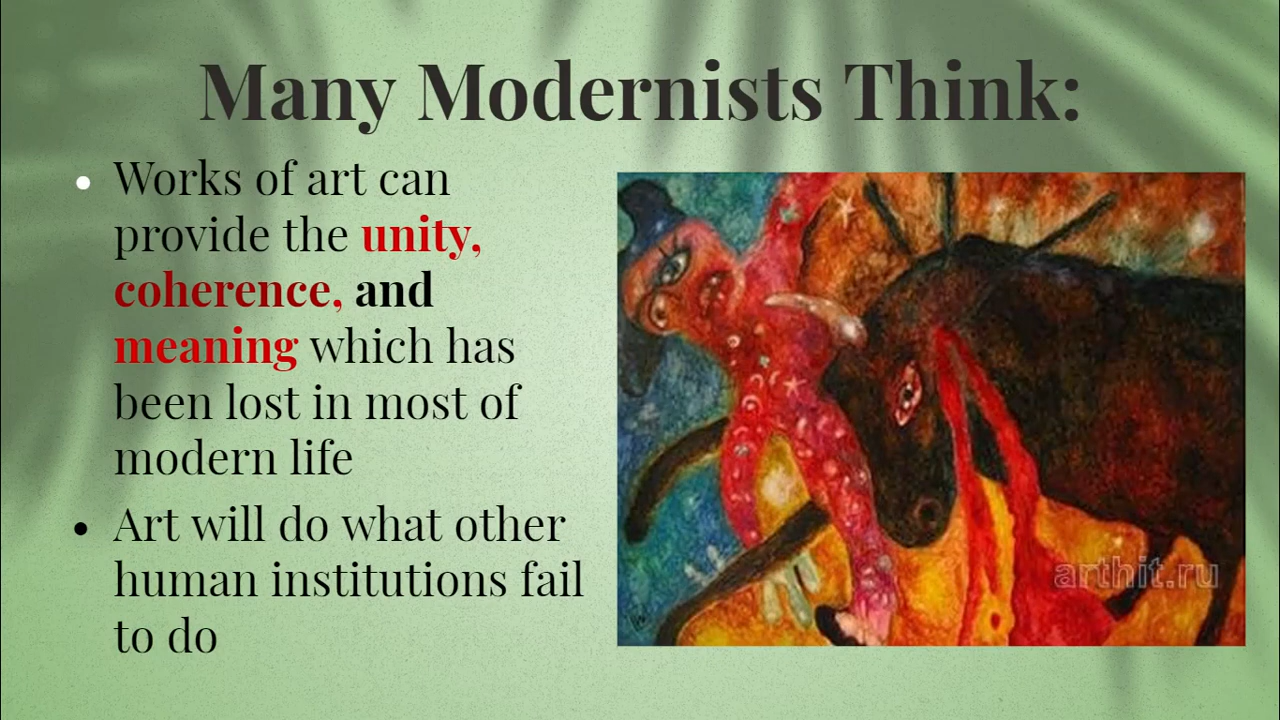 Many Modernists Think:
• Works of art can
provide the unity,
coherence, and
meaning which has
been lost in most of
modern life
• Art will do what other
human institutions fail
to do
arthit.ru